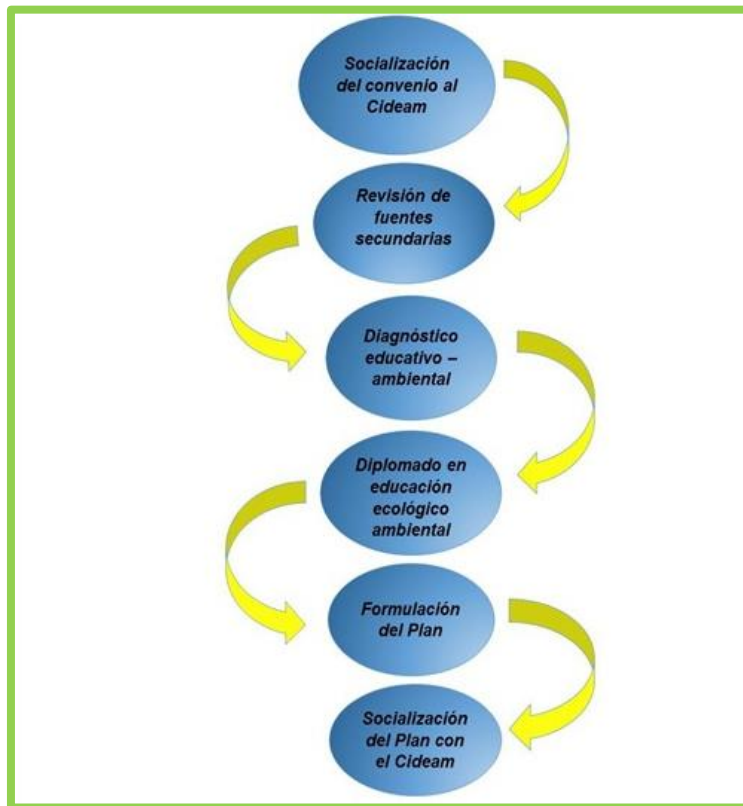 Socialización
del convenio al
Cideam
Revisión de
fuentes
secundarias
Diagnóstico
educativo –
ambiental
Diplomado en
educación
ecológico
ambiental
Formulación
del Plan
Socialización
del Plan con
el Cideam